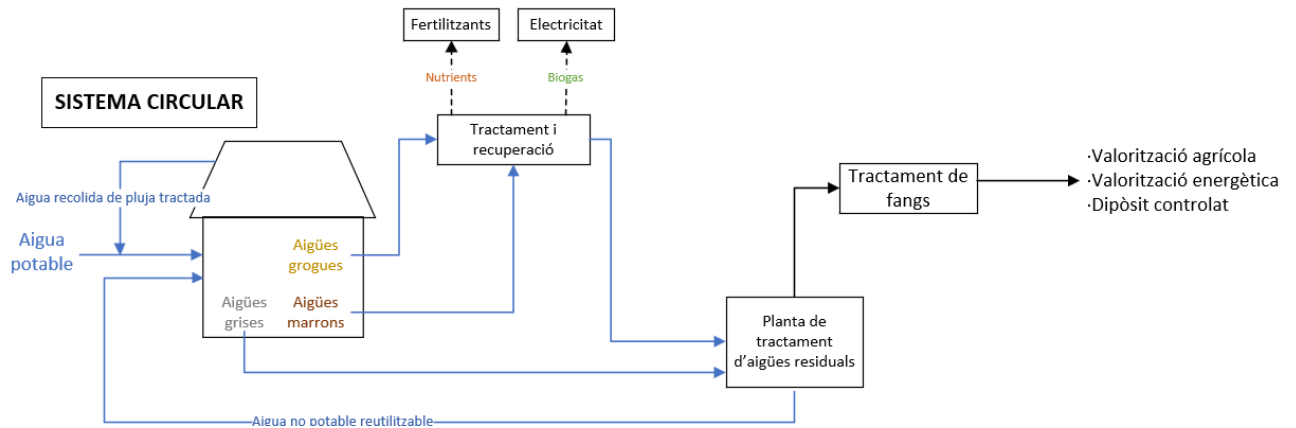 Fertilitzants
Electricitat
Nutrients
Biogas
SISTEMA CIRCULAR
Tractament i
recuperació
Aigua recolida de pluja tractada
Aigua
potable
Aigües
grogues
Aigües
grises
Aigües
marrons
Tractament de
fangs
·Valorització agrícola
·Valorització energètica
·Dipòsit controlat
Planta de
tractament
d'aigües residuals
Aigua no potable reutilitzable